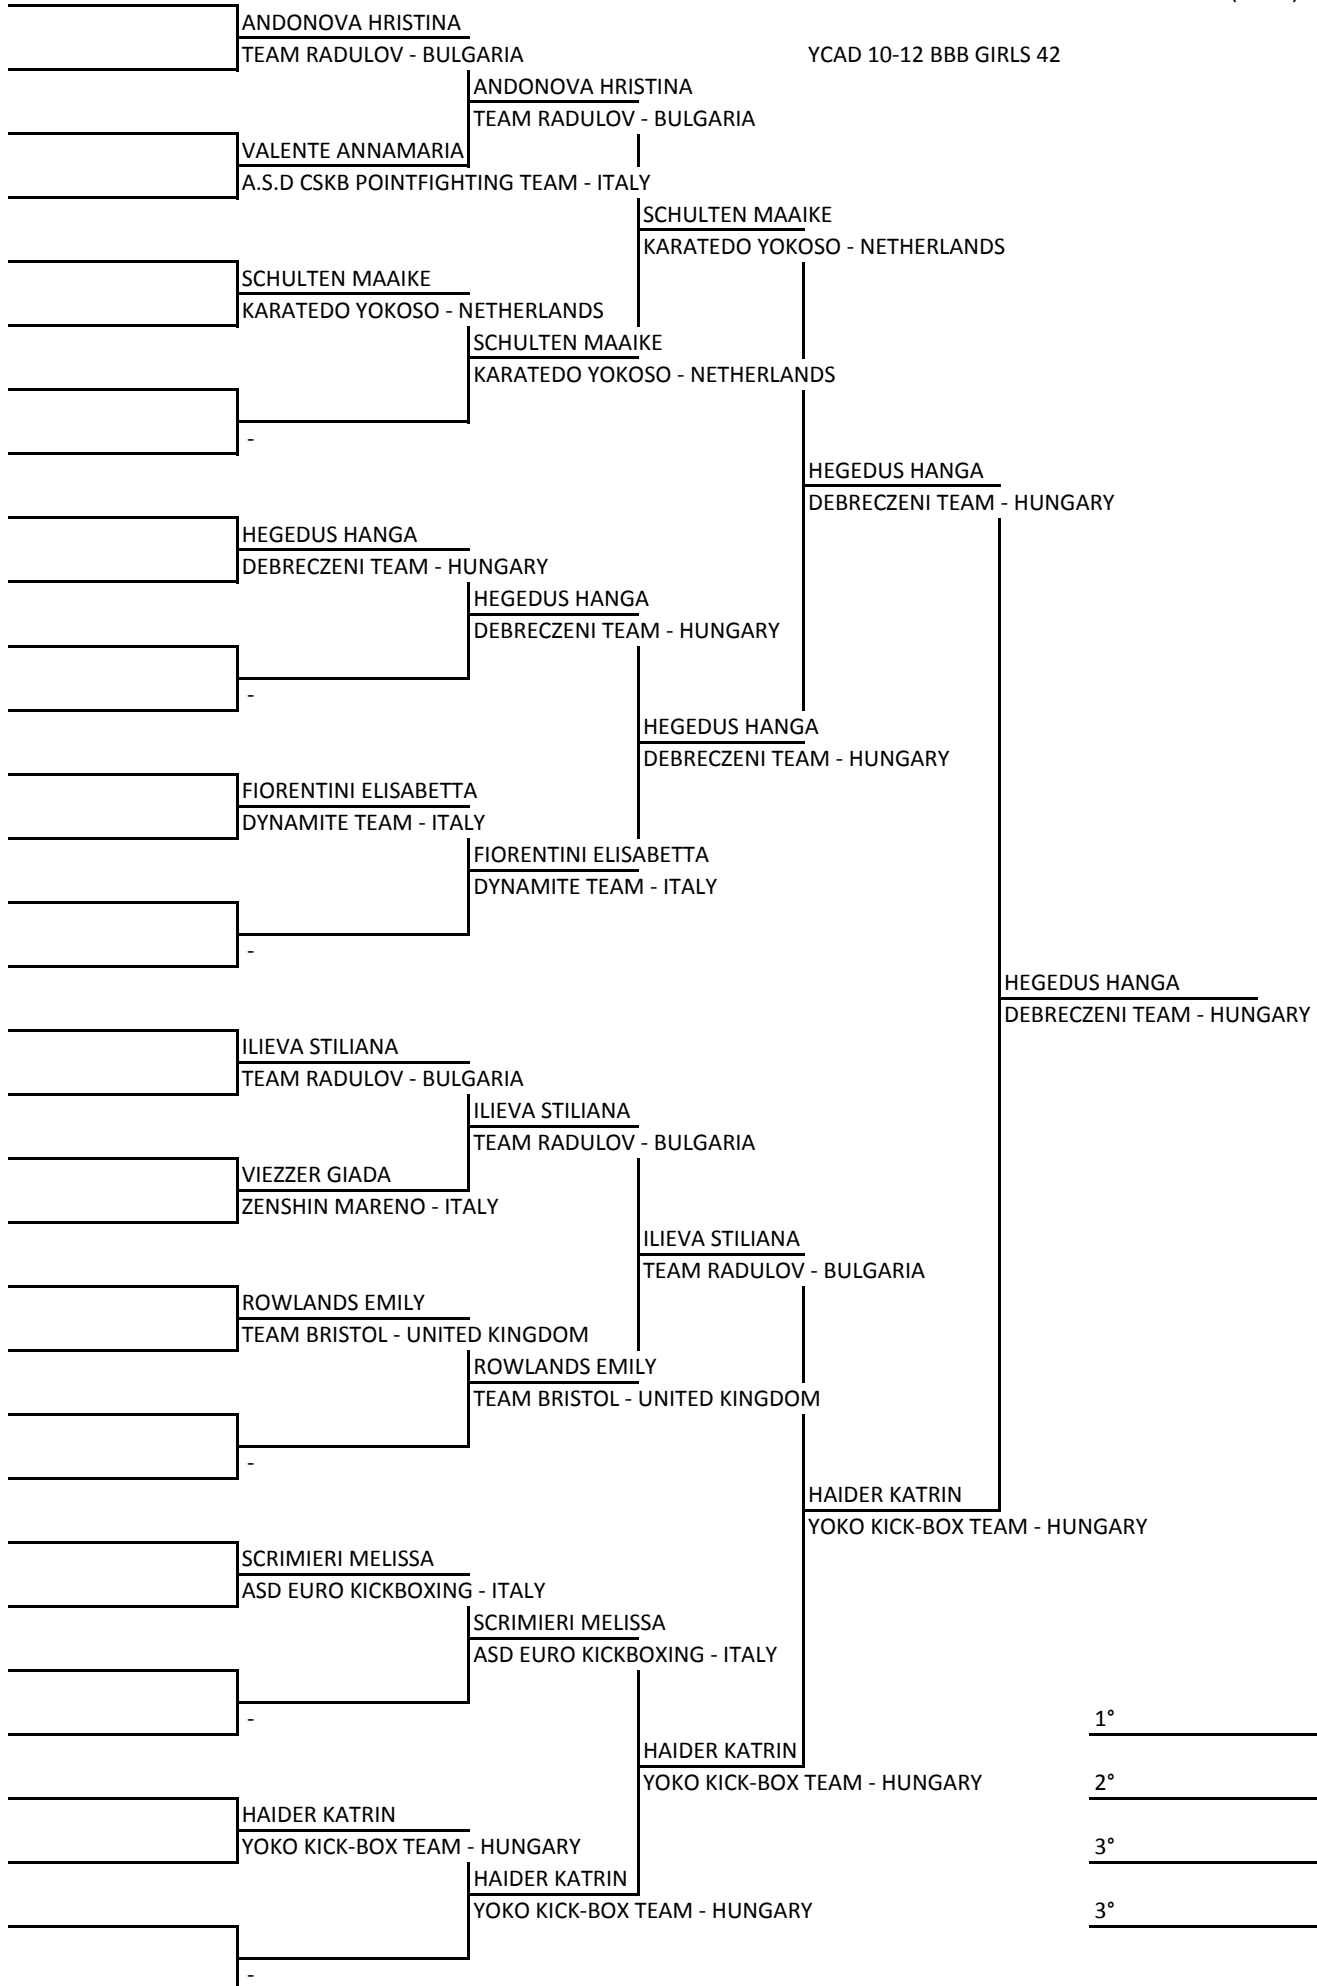 ANDONOVA HRISTINA
TEAM RADULOV - BULGARIA
YCAD 10-12 BBB GIRLS 42
ANDONOVA HRISTINA
TEAM RADULOV - BULGARIA
VALENTE ANNAMARIA
A.S.D CSKB POINTFIGHTING TEAM - ITALY
SCHULTEN MAAIKE
KARATEDO YOKOSO - NETHERLANDS
SCHULTEN MAAIKE
KARATEDO YOKOSO - NETHERLANDS
SCHULTEN MAAIKE
KARATEDO YOKOSO - NETHERLANDS
-
HEGEDUS HANGA
DEBRECZENI TEAM - HUNGARY
HEGEDUS HANGA
DEBRECZENI TEAM - HUNGARY
HEGEDUS HANGA
DEBRECZENI TEAM - HUNGARY
-
HEGEDUS HANGA
DEBRECZENI TEAM - HUNGARY
FIORENTINI ELISABETTA
DYNAMITE TEAM - ITALY
FIORENTINI ELISABETTA
DYNAMITE TEAM - ITALY
-
HEGEDUS HANGA
DEBRECZENI TEAM - HUNGARY
ILIEVA STILIANA
TEAM RADULOV - BULGARIA
ILIEVA STILIANA
TEAM RADULOV - BULGARIA
VIEZZER GIADA
ZENSHIN MARENO - ITALY
ILIEVA STILIANA
TEAM RADULOV - BULGARIA
ROWLANDS EMILY
TEAM BRISTOL - UNITED KINGDOM
ROWLANDS EMILY
TEAM BRISTOL - UNITED KINGDOM
-
HAIDER KATRIN
YOKO KICK-BOX TEAM - HUNGARY
SCRIMIERI MELISSA
ASD EURO KICKBOXING - ITALY
SCRIMIERI MELISSA
ASD EURO KICKBOXING - ITALY
-
1°
HAIDER KATRIN
YOKO KICK-BOX TEAM - HUNGARY
2°
HAIDER KATRIN
YOKO KICK-BOX TEAM - HUNGARY
3°
HAIDER KATRIN
YOKO KICK-BOX TEAM - HUNGARY
3°
-